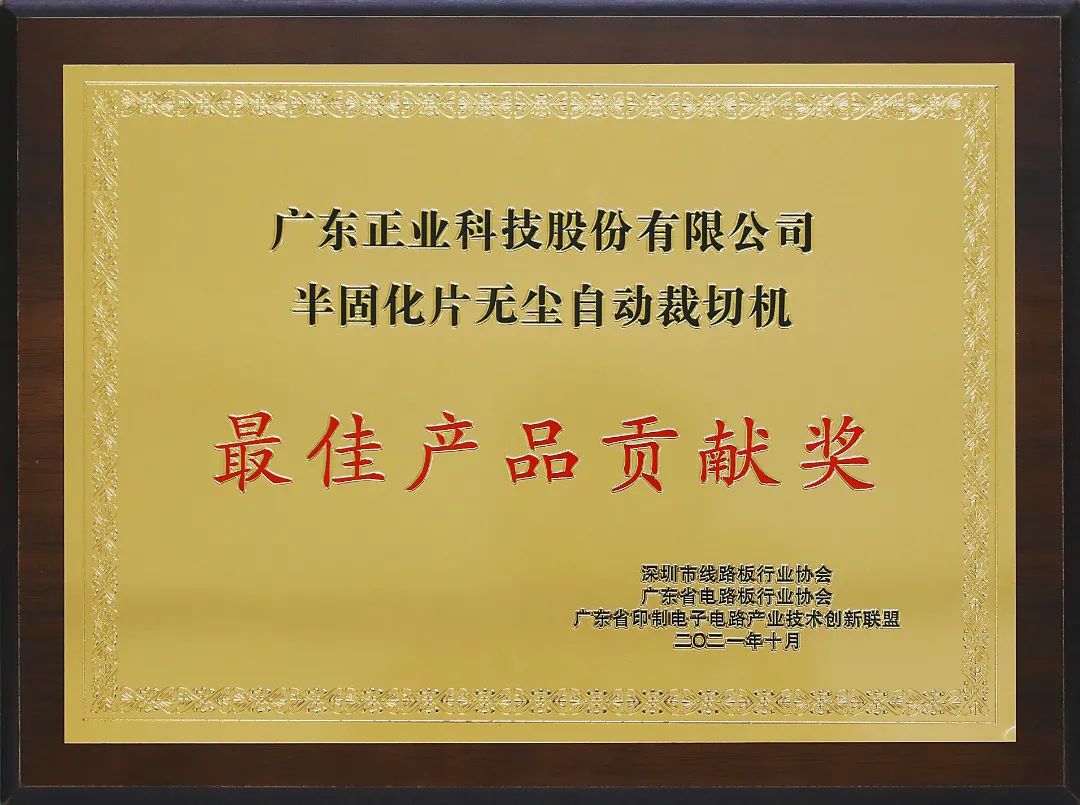 广东正业科技股份有限公司
半固化片无尘自动裁切机
最佳产品贡献奖
深圳市线路板行业协会
广东省电路板行业协会
广东省印制电子电路产业技术创新联盟
二〇二一年十月